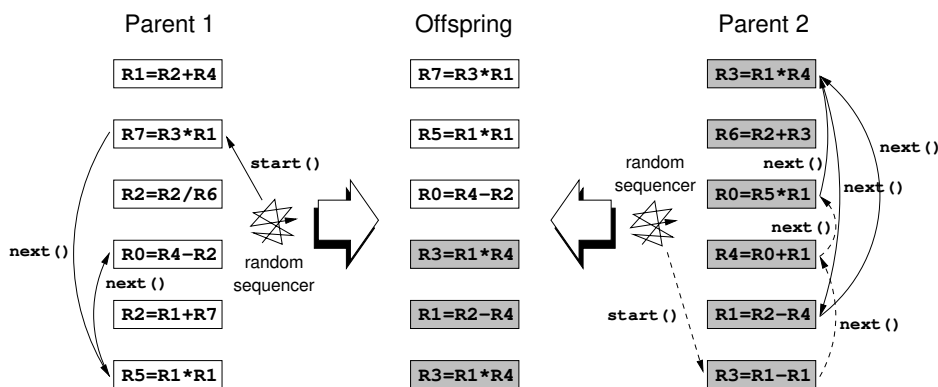 Parent 1
Offspring
Parent 2
R1=R2+R4
R7=R3*R1
R3=R1*R4
R7=R3*R1
R5=R1*R1
R6=R2+R3
start()
next()
next()
random
sequencer
R2=R2/R6
R0=R4−R2
R0=R5*R1
next()
next()
next()
R0=R4−R2
R3=R1*R4
R4=R0+R1
random
sequencer
next()
R2=R1+R7
R1=R2−R4
start()
R1=R2−R4
next()
R5=R1*R1
R3=R1*R4
R3=R1−R1